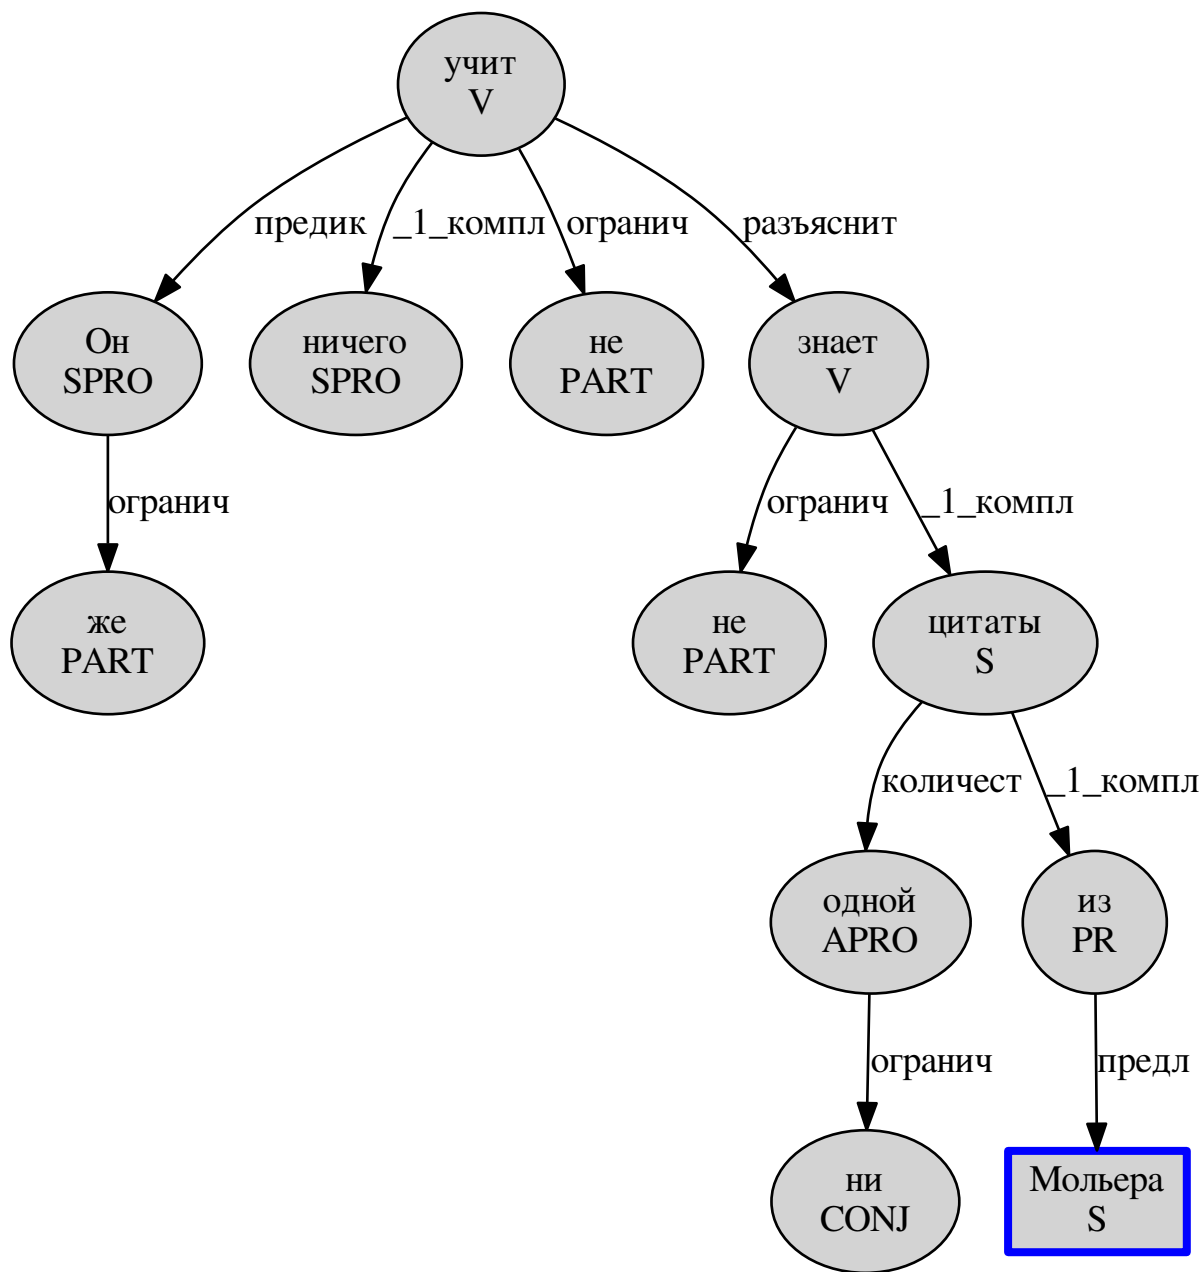 учит
V
предик
_1_компл
огранич
разъяснит
Он
SPRO
ничего
SPRO
не
PART
знает
V
огранич
огранич
_1_компл
же
PART
не
PART
цитаты
S
количест
_1_компл
одной
APRO
из
PR
огранич
предл
ни
CONJ
Мольера
S